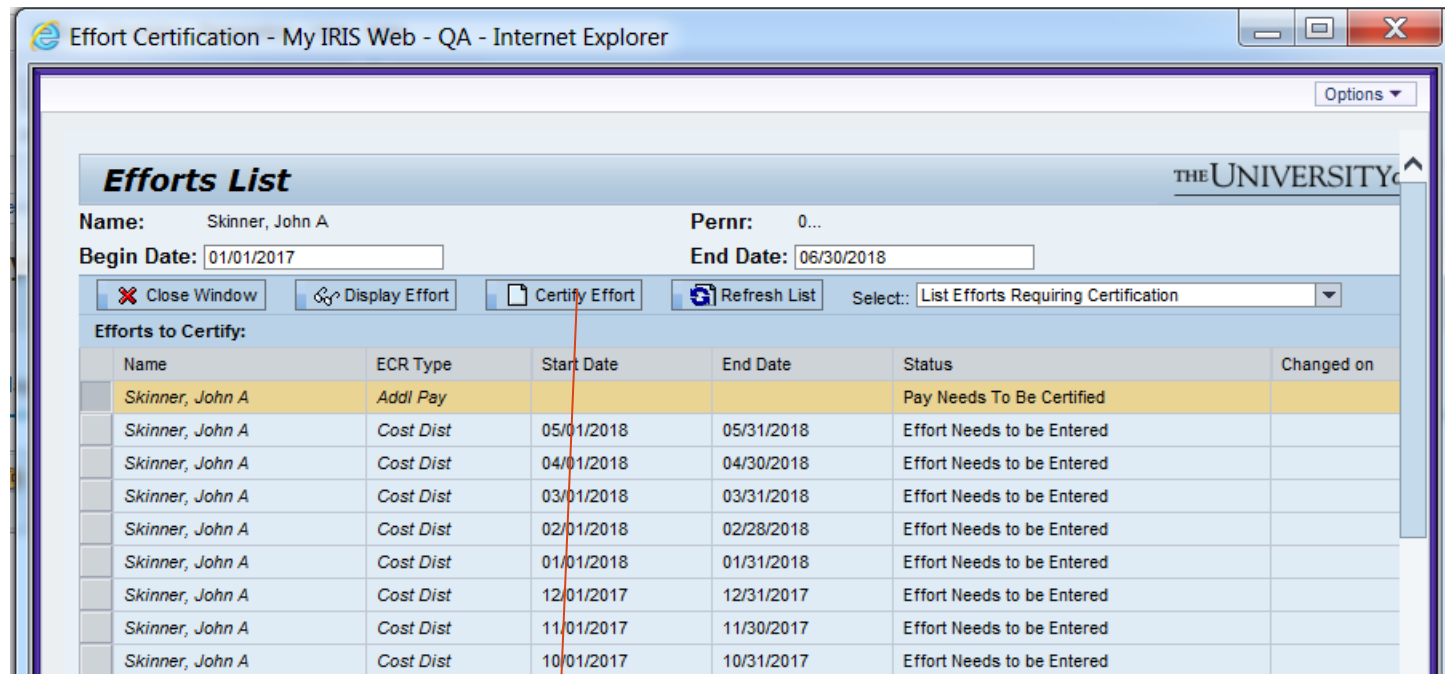 Effort Certification - My IRIS Web - QA - Internet Explorer
Options
Efforts List THE UNIVERSITY
Name: Skinner, John A Pernr: 0...
Begin Date: 01/01/2017 End Date: 06/30/2018
Close Window Display Effort Certify Effort Refresh List Select:: List Efforts Requiring Certification
Efforts to Certify:
Name ECR Type Start Date End Date Status Changed on
Skinner, John A Addl Pay Pay Needs To Be Certified
Skinner, John A Cost Dist 05/01/2018 05/31/2018 Effort Needs to be Entered
Skinner, John A Cost Dist 04/01/2018 04/30/2018 Effort Needs to be Entered
Skinner, John A Cost Dist 03/01/2018 03/31/2018 Effort Needs to be Entered
Skinner, John A Cost Dist 02/01/2018 02/28/2018 Effort Needs to be Entered
Skinner, John A Cost Dist 01/01/2018 01/31/2018 Effort Needs to be Entered
Skinner, John A Cost Dist 12/01/2017 12/31/2017 Effort Needs to be Entered
Skinner, John A Cost Dist 11/01/2017 11/30/2017 Effort Needs to be Entered
Skinner, John A Cost Dist 10/01/2017 10/31/2017 Effort Needs to be Entered